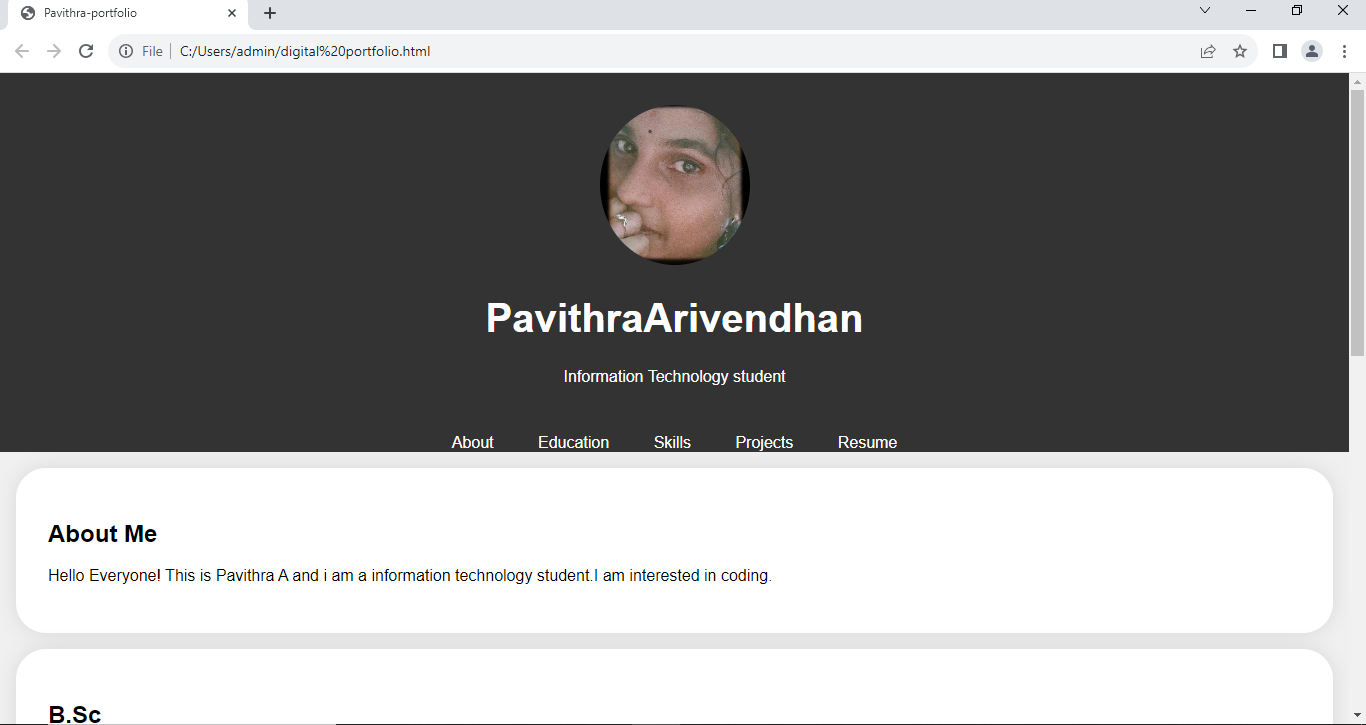 Pavithra-portfolio
File C:/Users/admin/digital%20portfolio.html
PavithraArivendhan
Information Technology student
About Education Skills Projects Resume
About Me
Hello Everyone! This is Pavithra A and i am a information technology student.I am interested in coding.
B.Sc